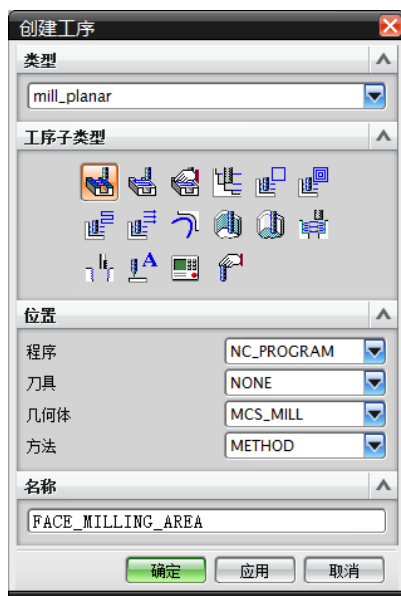 创建工序
类型
mill_planar
工序子类型
A
位置
程序 NC_PROGRAM
刀具 NONE
几何体 MCS_MILL
方法 METHOD
名称
FACE_MILLING_AREA
确定 应用 取消